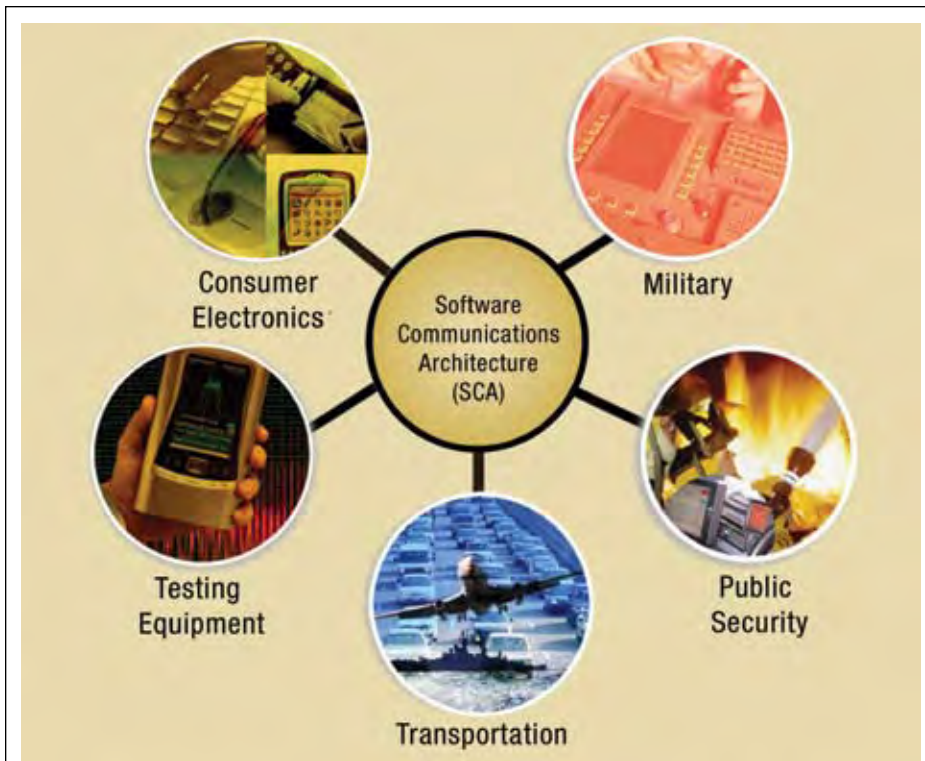 Consumer
Electronics
Military
Software
Communications
Architecture
(SCA)
Testing
Equipment
Public
Security
Transportation